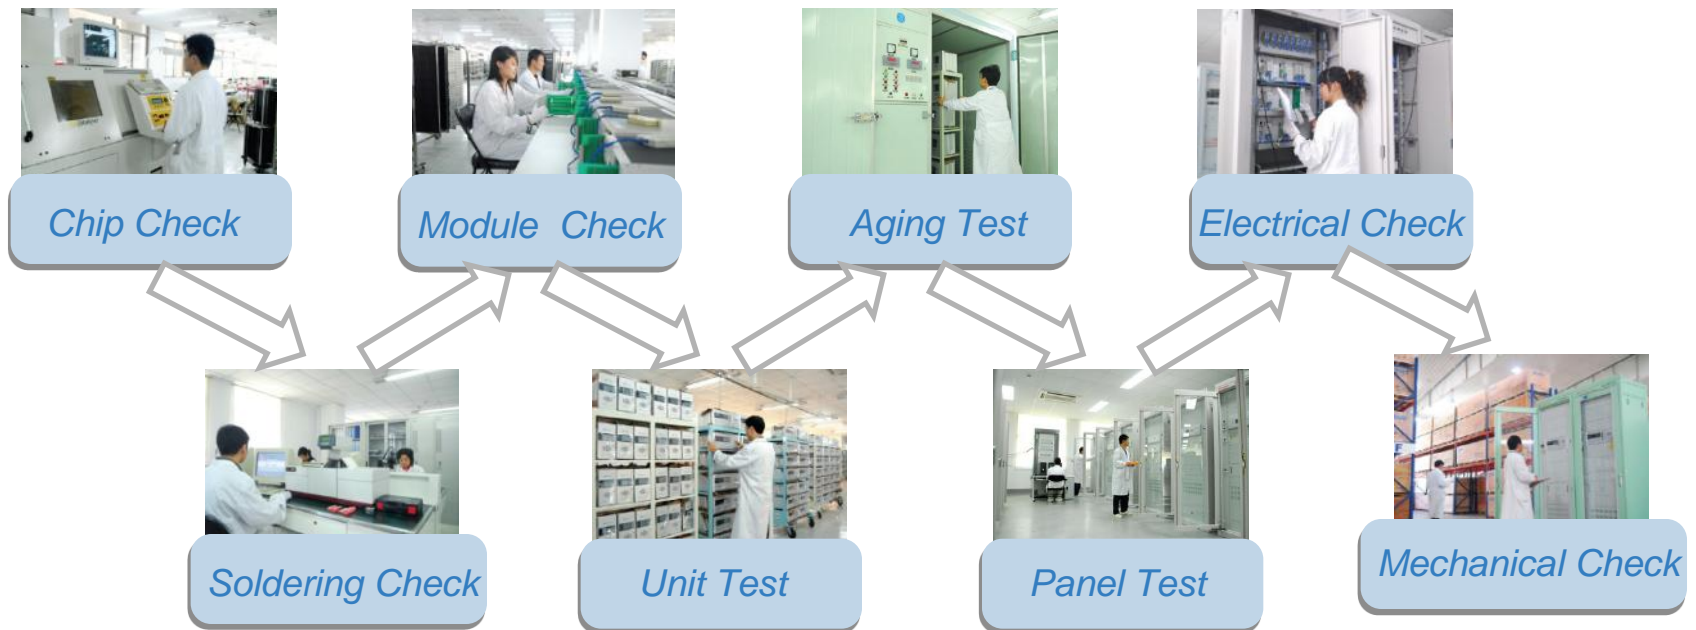 Chip Check
Soldering Check
Module Check
Unit Test
Aging Test
Panel Test
Electrical Check
Mechanical Check